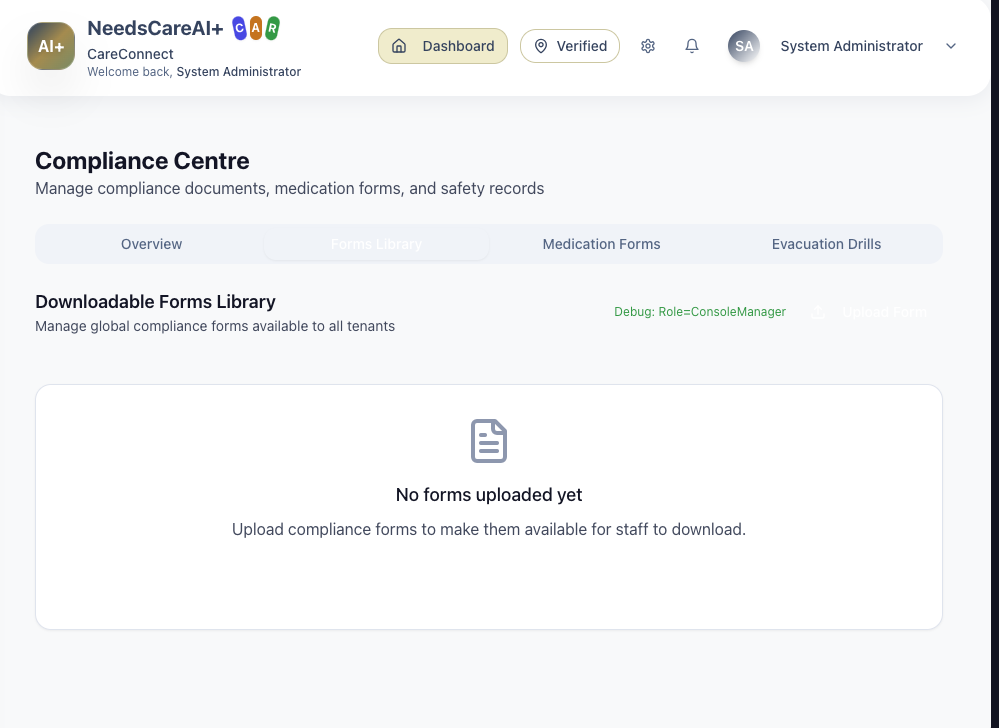 AI+
NeedsCareAI+ CAR
CareConnect
Welcome back, System Administrator
Dashboard
Verified
SA
System Administrator
Compliance Centre
Manage compliance documents, medication forms, and safety records
Overview
Forms Library
Medication Forms
Evacuation Drills
Downloadable Forms Library
Manage global compliance forms available to all tenants
Debug: Role=ConsoleManager
Upload Form
No forms uploaded yet
Upload compliance forms to make them available for staff to download.